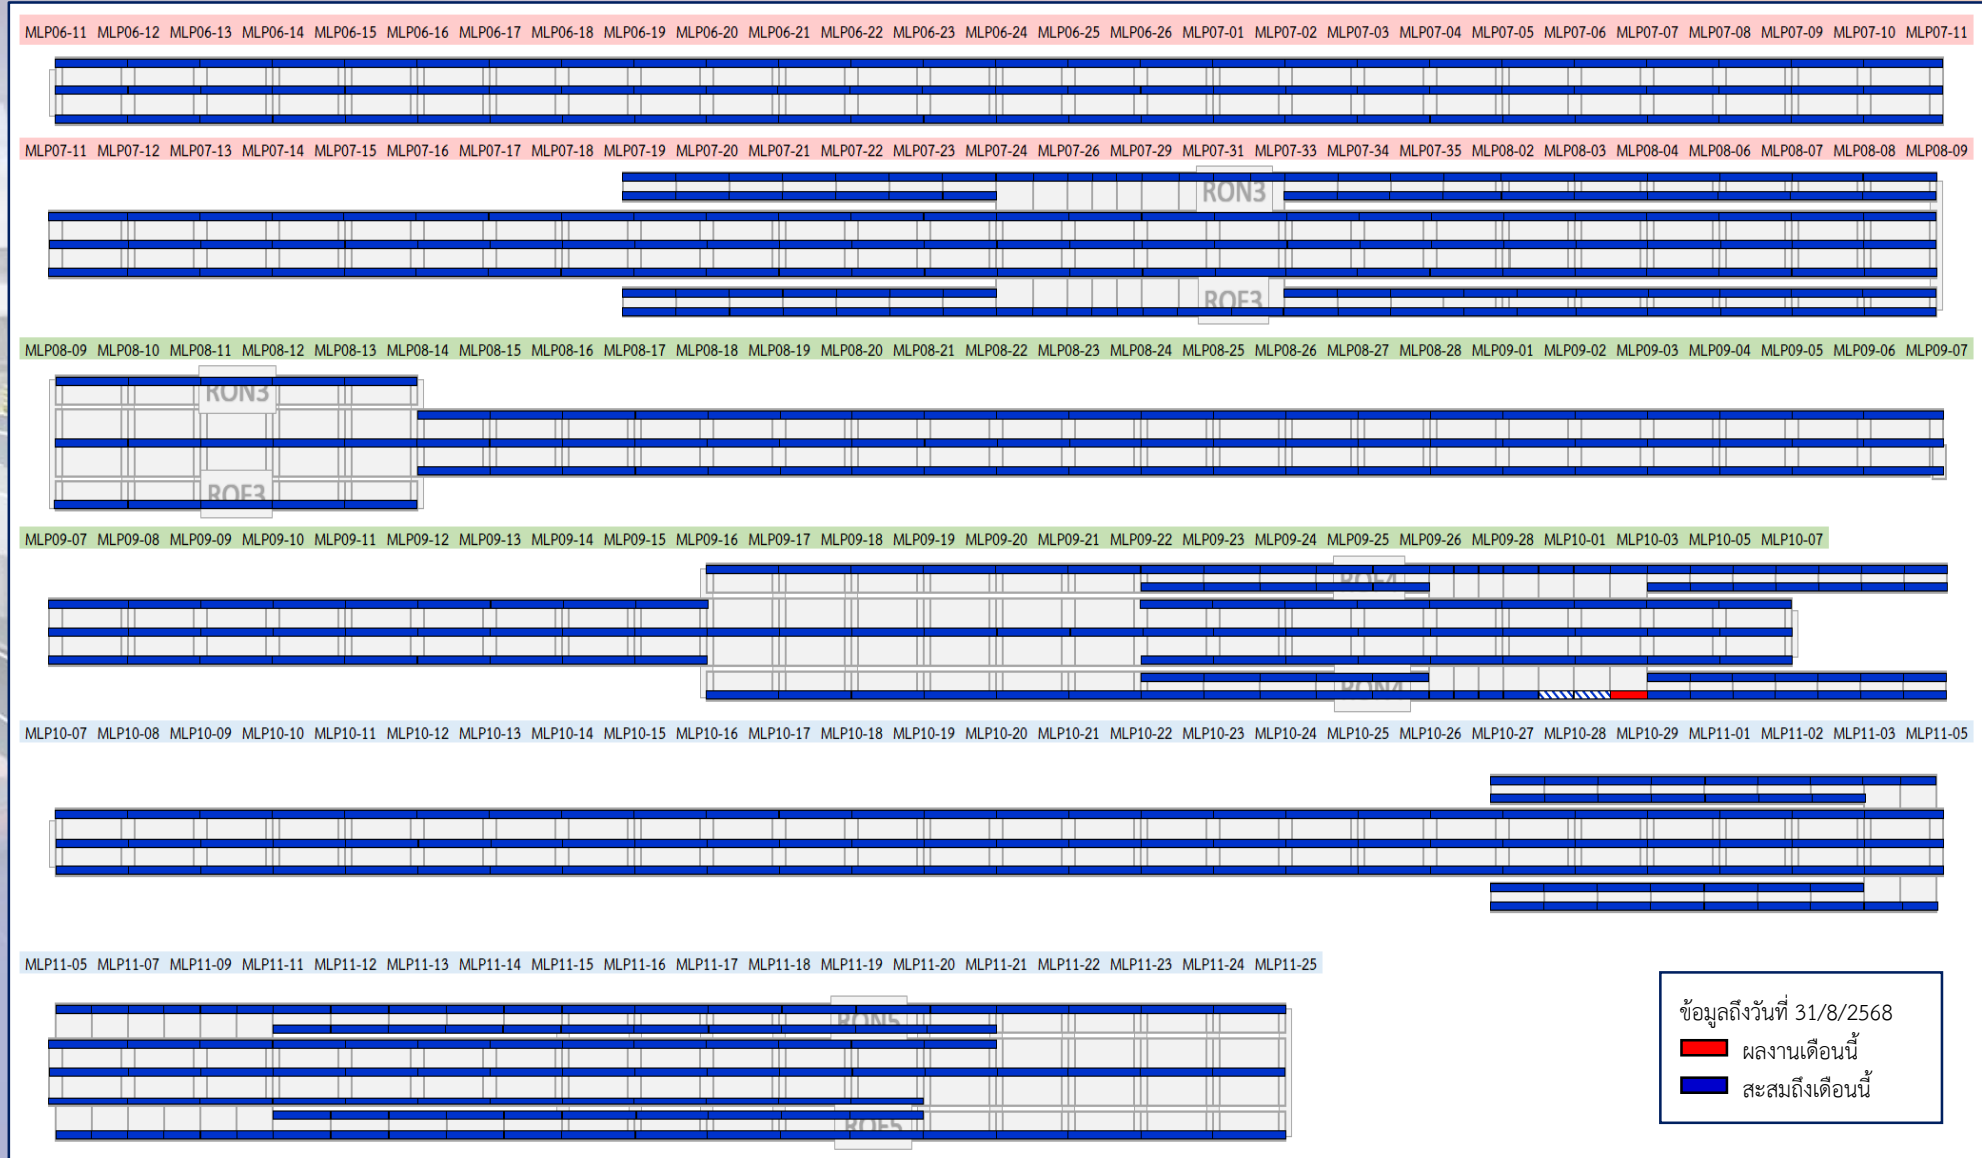 MLP06-11 MLP06-12 MLP06-13 MLP06-14 MLP06-15 MLP06-16 MLP06-17 MLP06-18 MLP06-19 MLP06-20 MLP06-21 MLP06-22 MLP06-23 MLP06-24 MLP06-25 MLP06-26 MLP07-01 MLP07-02 MLP07-03 MLP07-04 MLP07-05 MLP07-06 MLP07-07 MLP07-08 MLP07-09 MLP07-10 MLP07-11
MLP07-11 MLP07-12 MLP07-13 MLP07-14 MLP07-15 MLP07-16 MLP07-17 MLP07-18 MLP07-19 MLP07-20 MLP07-21 MLP07-22 MLP07-23 MLP07-24 MLP07-26 MLP07-29 MLP07-31 MLP07-33 MLP07-34 MLP07-35 MLP08-02 MLP08-03 MLP08-04 MLP08-06 MLP08-07 MLP08-08 MLP08-09
RON3
ROF3
MLP08-09 MLP08-10 MLP08-11 MLP08-12 MLP08-13 MLP08-14 MLP08-15 MLP08-16 MLP08-17 MLP08-18 MLP08-19 MLP08-20 MLP08-21 MLP08-22 MLP08-23 MLP08-24 MLP08-25 MLP08-26 MLP08-27 MLP08-28 MLP09-01 MLP09-02 MLP09-03 MLP09-04 MLP09-05 MLP09-06 MLP09-07
RON3
ROF3
MLP09-07 MLP09-08 MLP09-09 MLP09-10 MLP09-11 MLP09-12 MLP09-13 MLP09-14 MLP09-15 MLP09-16 MLP09-17 MLP09-18 MLP09-19 MLP09-20 MLP09-21 MLP09-22 MLP09-23 MLP09-24 MLP09-25 MLP09-26 MLP09-28 MLP10-01 MLP10-03 MLP10-05 MLP10-07
ROF4
RON4
MLP10-07 MLP10-08 MLP10-09 MLP10-10 MLP10-11 MLP10-12 MLP10-13 MLP10-14 MLP10-15 MLP10-16 MLP10-17 MLP10-18 MLP10-19 MLP10-20 MLP10-21 MLP10-22 MLP10-23 MLP10-24 MLP10-25 MLP10-26 MLP10-27 MLP10-28 MLP10-29 MLP11-01 MLP11-02 MLP11-03 MLP11-05
MLP11-05 MLP11-07 MLP11-09 MLP11-11 MLP11-12 MLP11-13 MLP11-14 MLP11-15 MLP11-16 MLP11-17 MLP11-18 MLP11-19 MLP11-20 MLP11-21 MLP11-22 MLP11-23 MLP11-24 MLP11-25
RON5
ROF5
ข้อมูลถึงวันที่ 31/8/2568
ผลงานเดือนนี้
สะสมถึงเดือนนี้